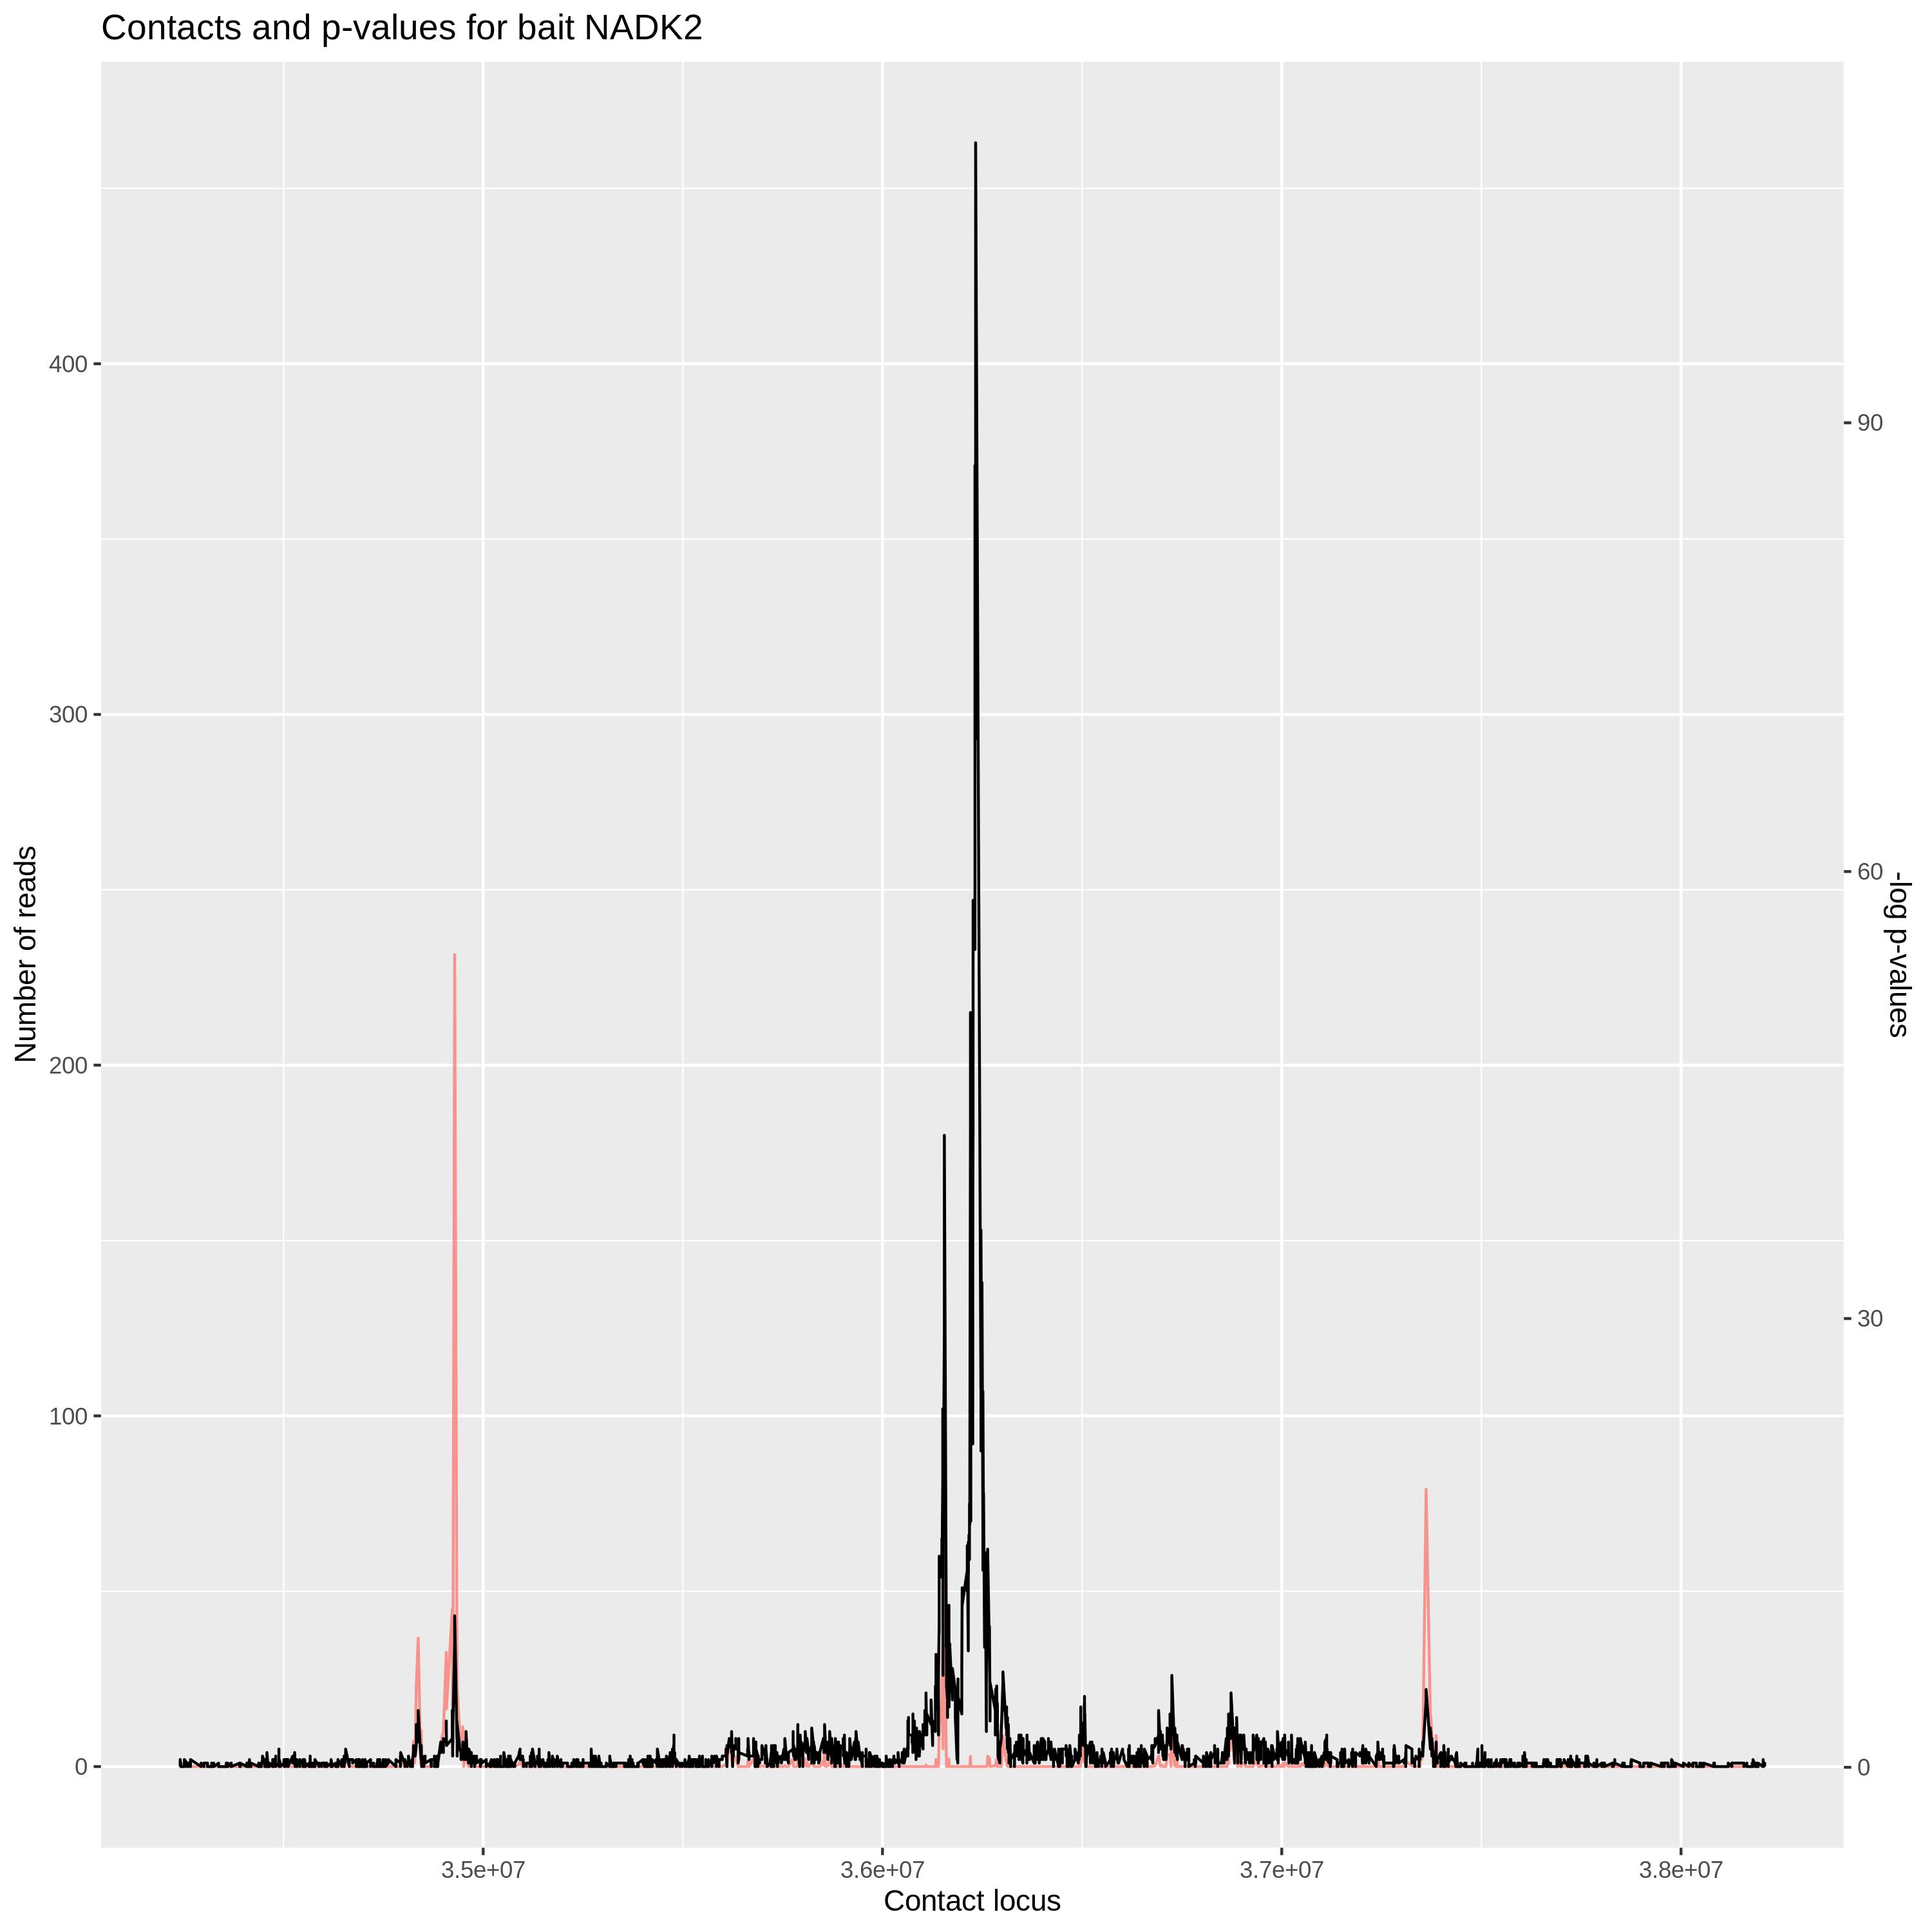 Contacts and p-values for bait NADK2
Number of reads
400
300
200
100
0
90
60
30
0
-log p-values
3.5e+07 3.6e+07 3.7e+07 3.8e+07
Contact locus